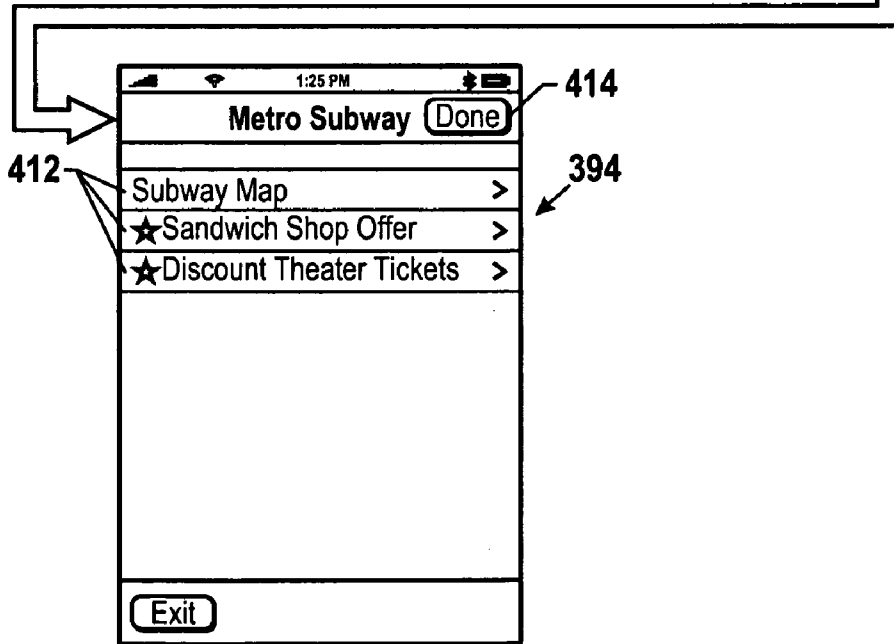 1:25 PM
Metro Subway Done
414
412
Subway Map >
394
☆Sandwich Shop Offer >
☆Discount Theater Tickets >
Exit